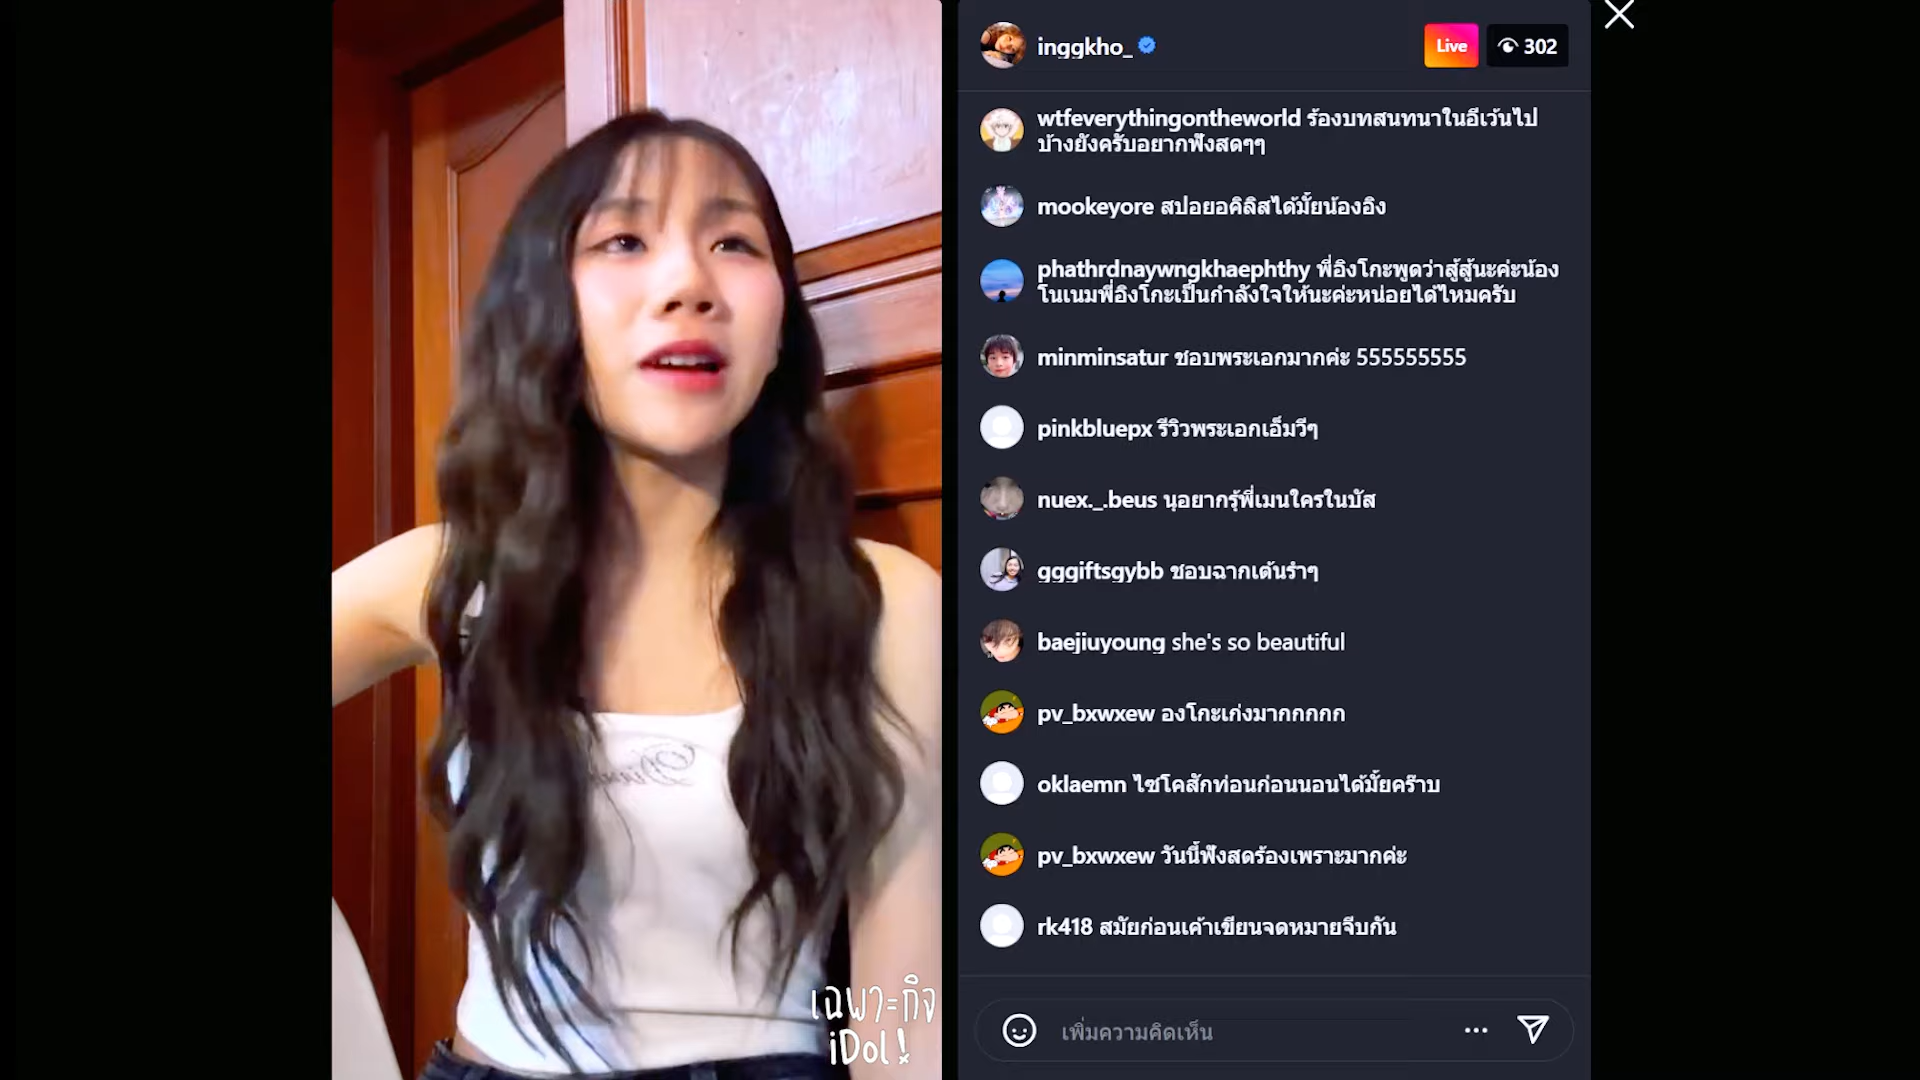 inggkho_
Live
302
wtfeverythingontheworld ร้องบทสนทนาในอีเว้นไป
บ้างยังครับอยากฟังสดๆๆ
mookeyore สปอยอคิลิสได้มั้ยน้องอิง
phathrdnaywngkhaephthy พี่อิงโกะพูดว่าสู้สู้นะค่ะน้อง
โนเนมพี่อิงโกะเป็นกำลังใจให้นะค่ะหน่อยได้ไหมครับ
minminsatur ชอบพระเอกมากค่ะ 555555555
pinkbluepx รีวิวพระเอกเอ็มวีๆ
nuex._.beus นุอยากรุ้พี่เมนใครในบัส
gggiftsgybb ชอบฉากเต้นรำๆ
baejiuyoung she's so beautiful
pv_bxwxew องโกะเก่งมากกกกก
oklaemn ไซโคสักท่อนก่อนนอนได้มั้ยคร๊าบ
pv_bxwxew วันนี้ฟังสดร้องเพราะมากค่ะ
rk418 สมัยก่อนเค้าเขียนจดหมายจีบกัน
เพิ่มความคิดเห็น
เฉพาะกิจ
iDol!